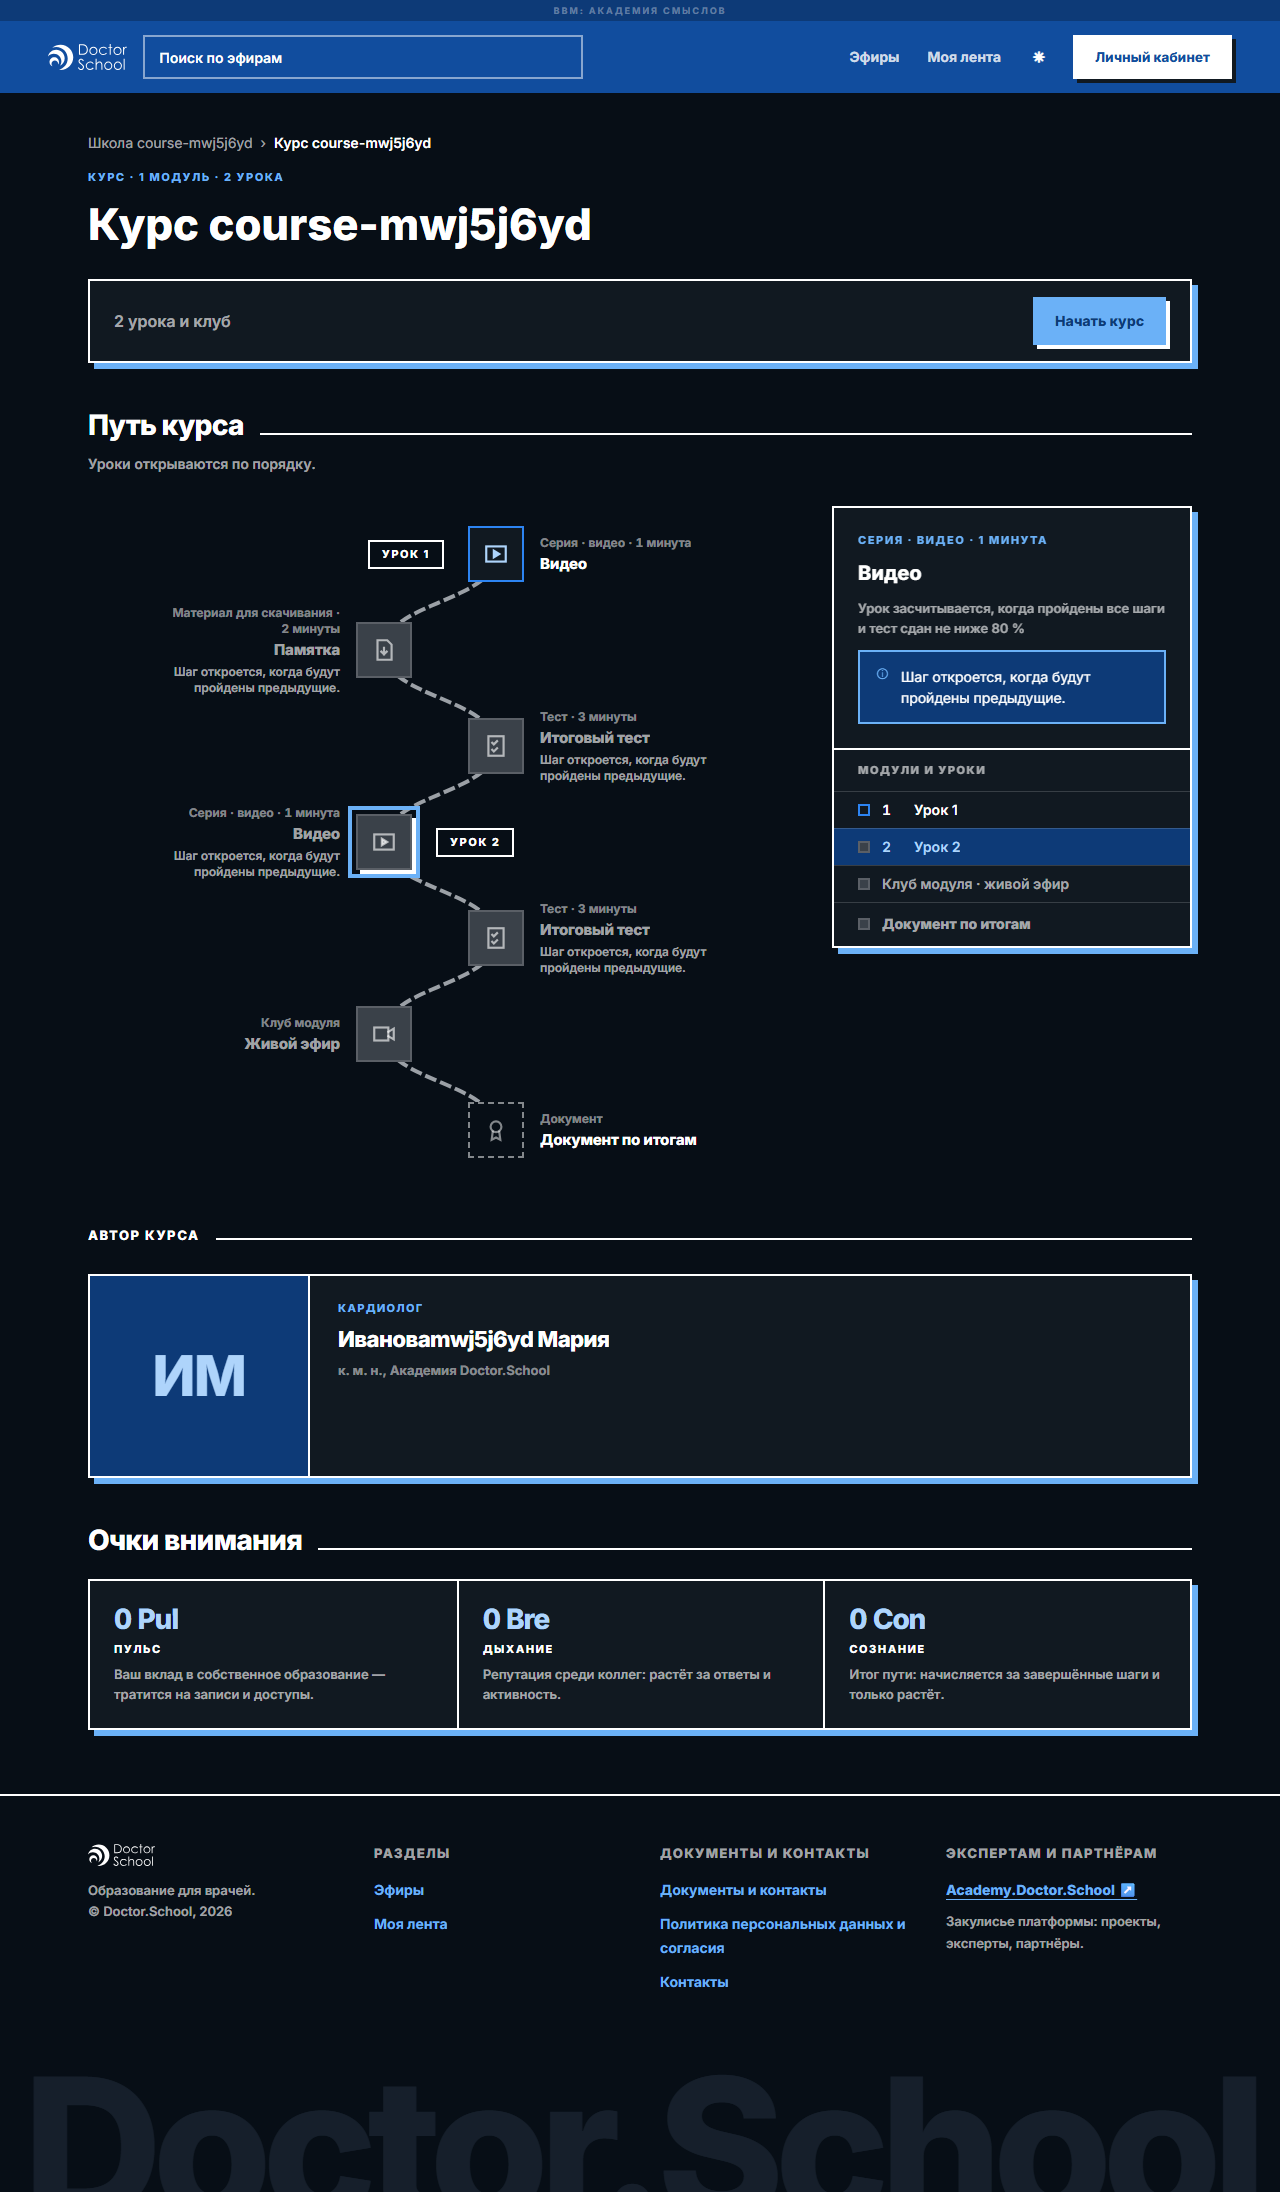 ВВМ: АКАДЕМИЯ СМЫСЛОВ
Doctor
School
Поиск по эфирам
Эфиры
Моя лента
Личный кабинет
Школа course-mwj5j6yd › Курс course-mwj5j6yd
КУРС · 1 МОДУЛЬ · 2 УРОКА
Курс course-mwj5j6yd
2 урока и клуб
Начать курс
Путь курса
Уроки открываются по порядку.
УРОК 1
Серия · видео · 1 минута
Видео
Материал для скачивания ·
2 минуты
Памятка
Шаг откроется, когда будут
пройдены предыдущие.
Тест · 3 минуты
Итоговый тест
Шаг откроется, когда будут
пройдены предыдущие.
Серия · видео · 1 минута
Видео
Шаг откроется, когда будут
пройдены предыдущие.
УРОК 2
Тест · 3 минуты
Итоговый тест
Шаг откроется, когда будут
пройдены предыдущие.
Клуб модуля
Живой эфир
Документ
Документ по итогам
СЕРИЯ · ВИДЕО · 1 МИНУТА
Видео
Урок засчитывается, когда пройдены все шаги
и тест сдан не ниже 80 %
Шаг откроется, когда будут
пройдены предыдущие.
МОДУЛИ И УРОКИ
1 Урок 1
2 Урок 2
Клуб модуля · живой эфир
Документ по итогам
АВТОР КУРСА
ИМ
КАРДИОЛОГ
Ивановаmwj5j6yd Мария
к. м. н., Академия Doctor.School
Очки внимания
0 Pul
ПУЛЬС
Ваш вклад в собственное образование —
тратится на записи и доступы.
0 Bre
ДЫХАНИЕ
Репутация среди коллег: растёт за ответы и
активность.
0 Con
СОЗНАНИЕ
Итог пути: начисляется за завершённые шаги и
только растёт.
Doctor
School
Образование для врачей.
© Doctor.School, 2026
РАЗДЕЛЫ
Эфиры
Моя лента
ДОКУМЕНТЫ И КОНТАКТЫ
Документы и контакты
Политика персональных данных и
согласия
Контакты
ЭКСПЕРТАМ И ПАРТНЁРАМ
Academy.Doctor.School ↗
Закулисье платформы: проекты,
эксперты, партнёры.
Doctor.School